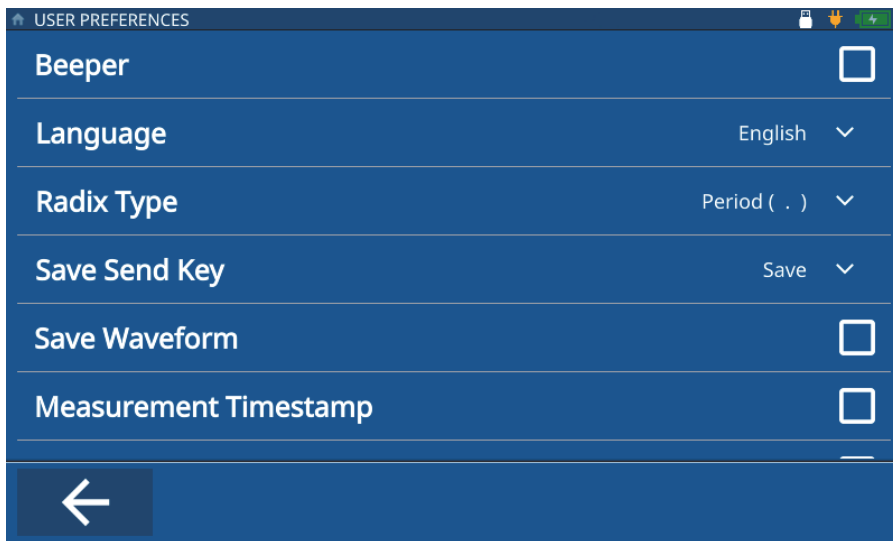 USER PREFERENCES
Beeper
Language English
Radix Type Period ( . )
Save Send Key Save
Save Waveform
Measurement Timestamp